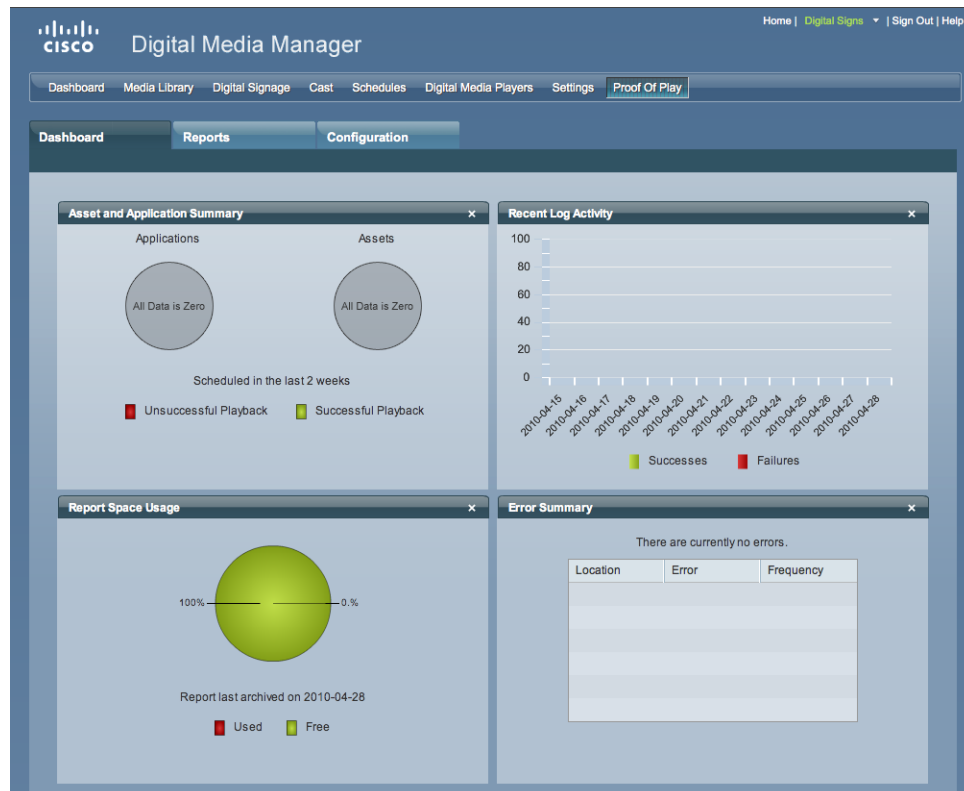 Home | Digital Signs | Sign Out | Help
cisco Digital Media Manager
Dashboard Media Library Digital Signage Cast Schedules Digital Media Players Settings Proof Of Play
Dashboard Reports Configuration
Asset and Application Summary ×
Applications Assets
All Data is Zero All Data is Zero
Scheduled in the last 2 weeks
Unsuccessful Playback Successful Playback
Recent Log Activity ×
100
80
60
40
20
0
2010-04-15 2010-04-16 2010-04-17 2010-04-18 2010-04-19 2010-04-20 2010-04-21 2010-04-22 2010-04-23 2010-04-24 2010-04-25 2010-04-26 2010-04-27 2010-04-28
Successes Failures
Report Space Usage ×
100% 0.%
Report last archived on 2010-04-28
Used Free
Error Summary ×
There are currently no errors.
Location Error Frequency